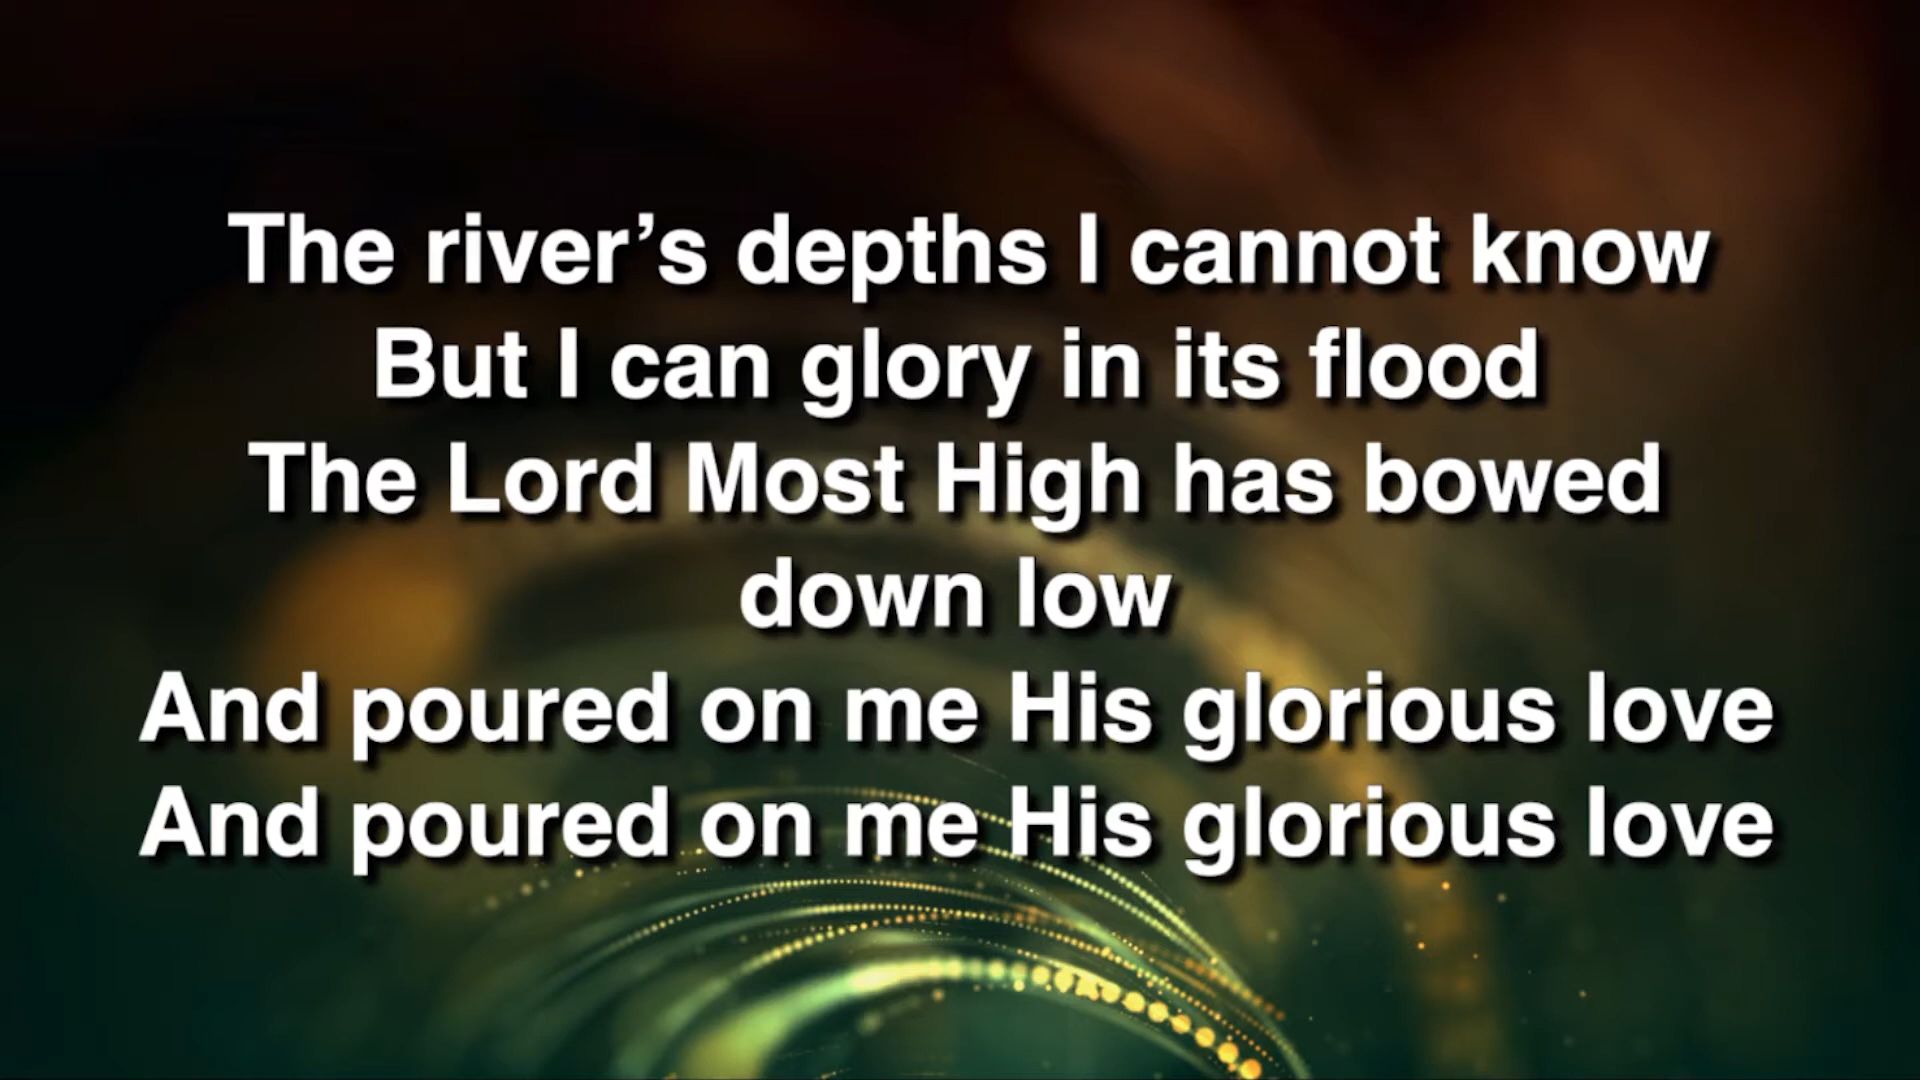 The river’s depths I cannot know
But I can glory in its flood
The Lord Most High has bowed
down low
And poured on me His glorious love
And poured on me His glorious love